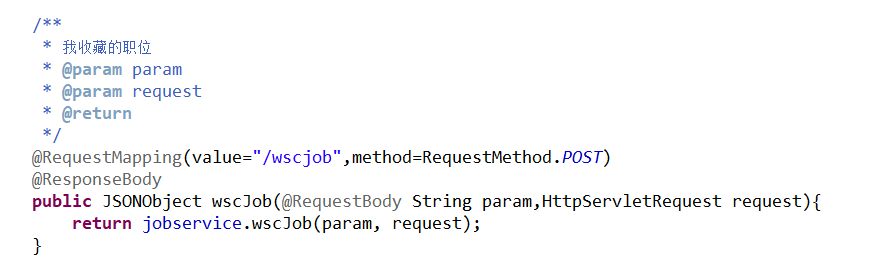 /**
 * 我收藏的职位
 * @param param
 * @param request
 * @return
 */
@RequestMapping(value="/wscjob",method=RequestMethod.POST)
@ResponseBody
public JSONObject wscJob(@RequestBody String param,HttpServletRequest request){
    return jobservice.wscJob(param, request);
}